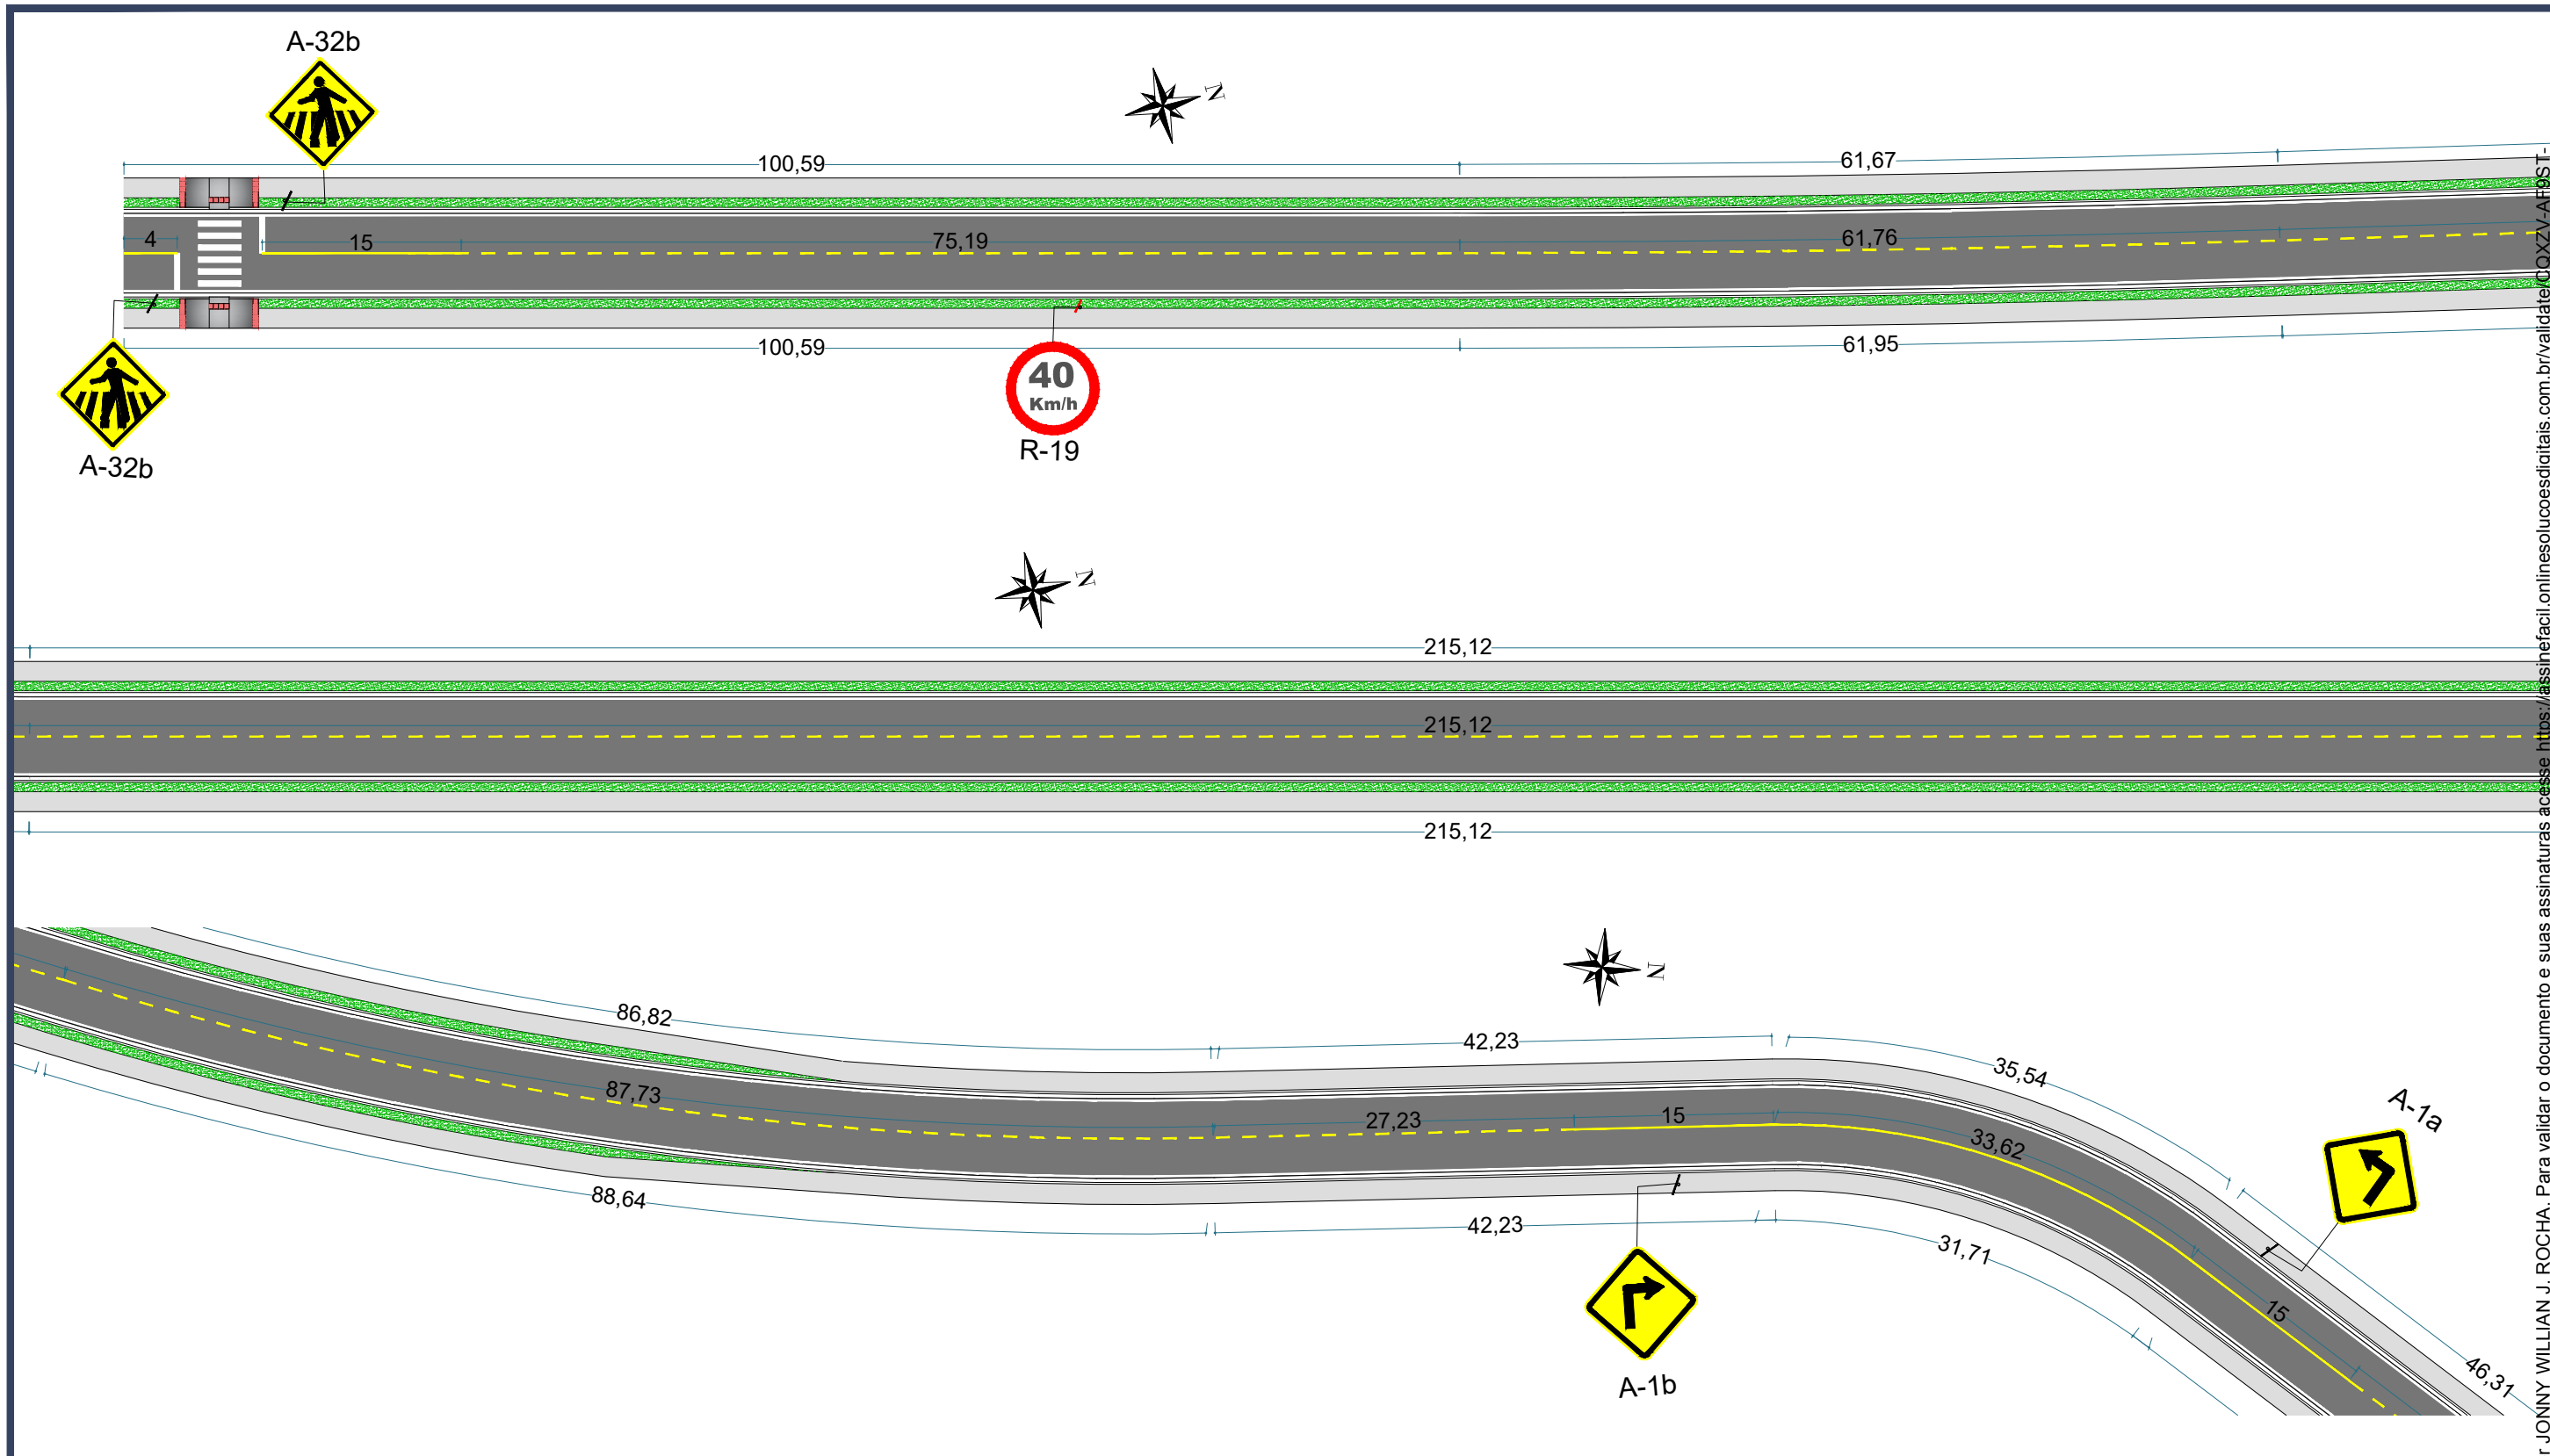 A-32b
N
100,59
61,67
4
15
75,19
61,76
100,59
61,95
40
Km/h
R-19
A-32b
N
215,12
215,12
215,12
N
86,82
42,23
35,54
A-1a
87,73
27,23
15
33,62
88,64
42,23
31,71
15
46,31
A-1b
r JONNY WILLIAN J. ROCHA. Para validar o documento e suas assinaturas acesse https://assinefacil.onlinesolucoesdigitais.com.br/validate/CQXZV-AF9ST-